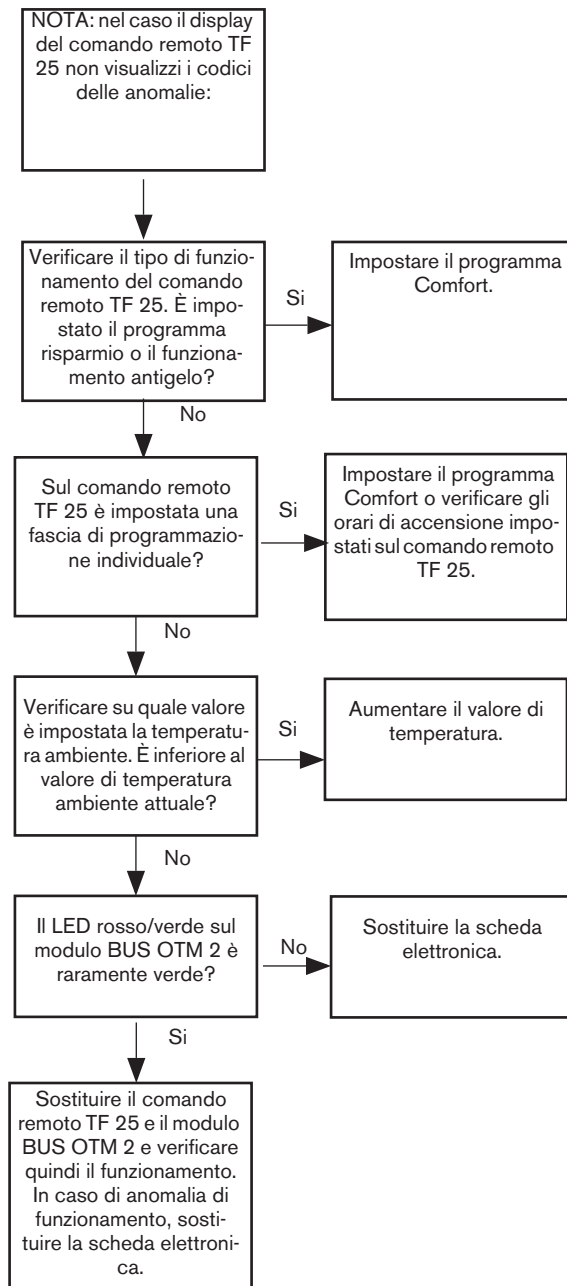 NOTA: nel caso il display
del comando remoto TF
25 non visualizzi i codici
delle anomalie:
Verificare il tipo di funzio-
namento del comando
remoto TF 25. È impo-
stato il programma
risparmio o il funziona-
mento antigelo?
Si
Impostare il programma
Comfort.
No
Sul comando remoto
TF 25 è impostata una
fascia di programmazio-
ne individuale?
Si
Impostare il programma
Comfort o verificare gli
orari di accensione impo-
stati sul comando remoto
TF 25.
No
Verificare su quale valore
è impostata la temperatu-
ra ambiente. È inferiore al
valore di temperatura
ambiente attuale?
Si
Aumentare il valore di
temperatura.
No
Il LED rosso/verde sul
modulo BUS OTM 2 è
raramente verde?
No
Sostituire la scheda
elettronica.
Si
Sostituire il comando
remoto TF 25 e il modulo
BUS OTM 2 e verificare
quindi il funzionamento.
In caso di anomalia di
funzionamento, sosti-
tuire la scheda elettroni-
ca.